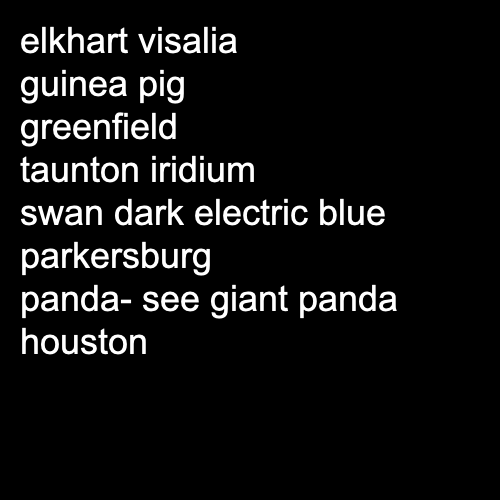 elkhart visalia
guinea pig
greenfield
taunton iridium
swan dark electric blue
parkersburg
panda- see giant panda
houston